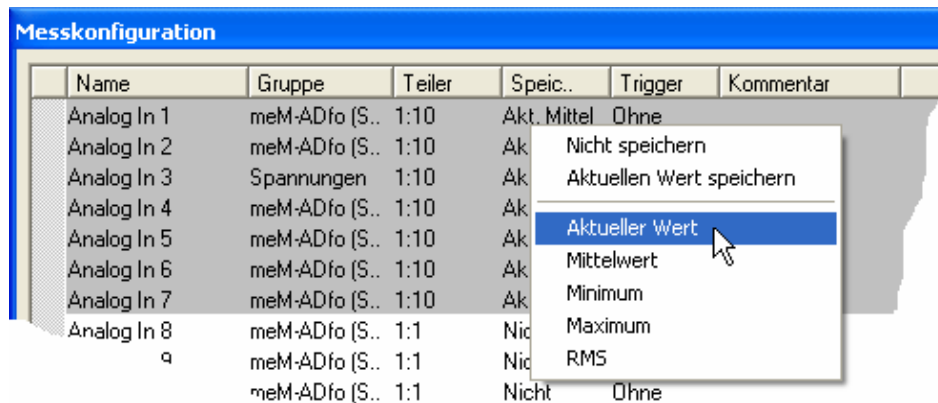 Messkonfiguration
Name Gruppe Teiler Speic.. Trigger Kommentar
Analog In 1 meM-ADfo (S.. 1:10 Akt. Mittel Ohne
Analog In 2 meM-ADfo (S.. 1:10 Ak Nicht speichern
Analog In 3 Spannungen 1:10 Ak Aktuellen Wert speichern
Analog In 4 meM-ADfo (S.. 1:10 Ak
Analog In 5 meM-ADfo (S.. 1:10 Ak Aktueller Wert
Analog In 6 meM-ADfo (S.. 1:10 Ak Mittelwert
Analog In 7 meM-ADfo (S.. 1:10 Ak Minimum
Analog In 8 meM-ADfo (S.. 1:1 Nic Maximum
9 meM-ADfo (S.. 1:1 Nic RMS
meM-ADfo (S.. 1:1 Nicht Ohne